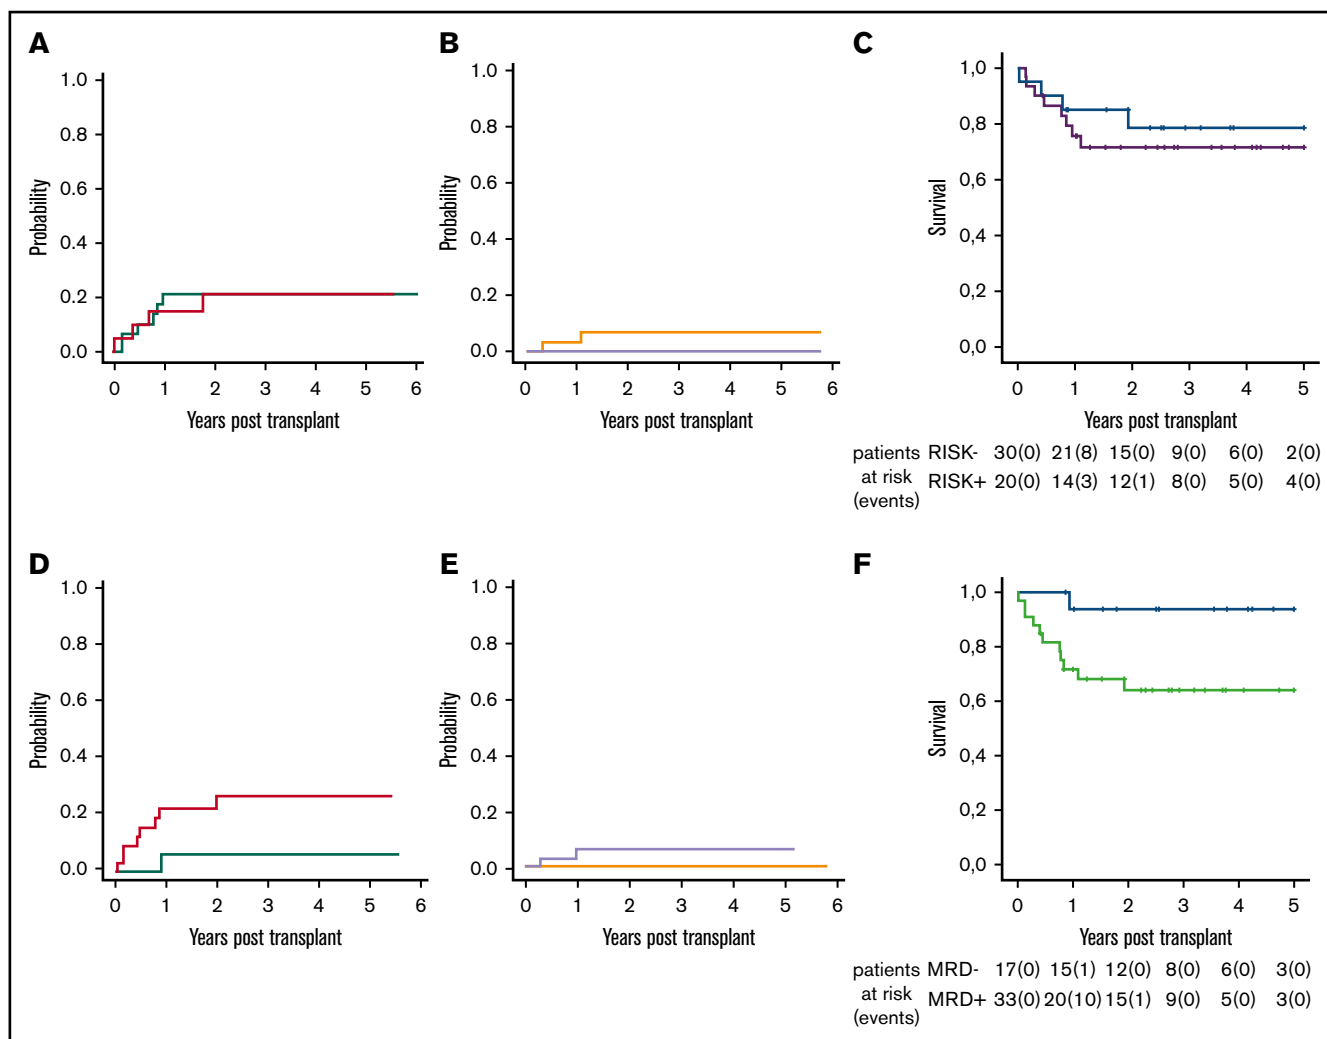 A
1.0
0.8
0.6
0.4
0.2
0.0
Probability
0 1 2 3 4 5 6
Years post transplant
B
1.0
0.8
0.6
0.4
0.2
0.0
Probability
0 1 2 3 4 5 6
Years post transplant
C
1,0
0,8
0,6
0,4
0,2
0,0
Survival
0 1 2 3 4 5
Years post transplant
patients at risk (events)
RISK- 30(0) 21(8) 15(0) 9(0) 6(0) 2(0)
RISK+ 20(0) 14(3) 12(1) 8(0) 5(0) 4(0)
D
1.0
0.8
0.6
0.4
0.2
0.0
Probability
0 1 2 3 4 5 6
Years post transplant
E
1.0
0.8
0.6
0.4
0.2
0.0
Probability
0 1 2 3 4 5 6
Years post transplant
F
1,0
0,8
0,6
0,4
0,2
0,0
Survival
0 1 2 3 4 5
Years post transplant
patients at risk (events)
MRD- 17(0) 15(1) 12(0) 8(0) 6(0) 3(0)
MRD+ 33(0) 20(10) 15(1) 9(0) 5(0) 3(0)